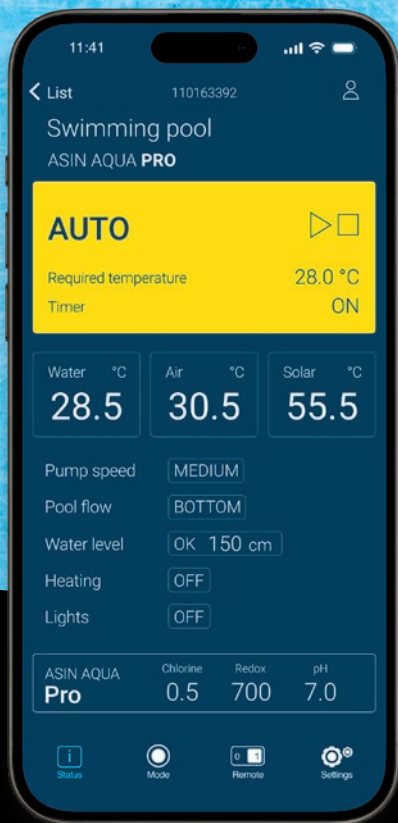 11:41
List 110163392
Swimming pool
ASIN AQUA PRO
AUTO
Required temperature 28.0 °C
Timer ON
Water °C Air °C Solar °C
28.5 30.5 55.5
Pump speed MEDIUM
Pool flow BOTTOM
Water level OK 150 cm
Heating OFF
Lights OFF
ASIN AQUA Chlorine Redox pH
Pro 0.5 700 7.0
i 0 1
Status Mode Remote Settings